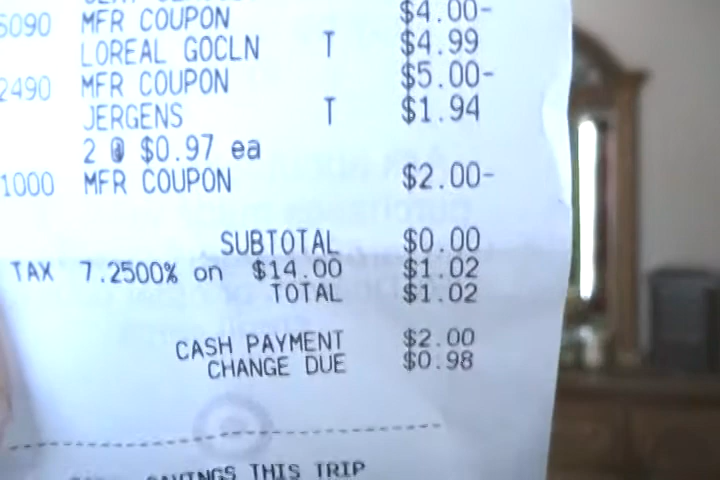 $4.00-
5090 MFR COUPON
LOREAL GOCLN T $4.99
2490 MFR COUPON $5.00-
JERGENS T $1.94
2 @ $0.97 ea
1000 MFR COUPON $2.00-
SUBTOTAL $0.00
TAX 7.2500% on $14.00 $1.02
TOTAL $1.02
CASH PAYMENT $2.00
CHANGE DUE $0.98
SAVINGS THIS TRIP